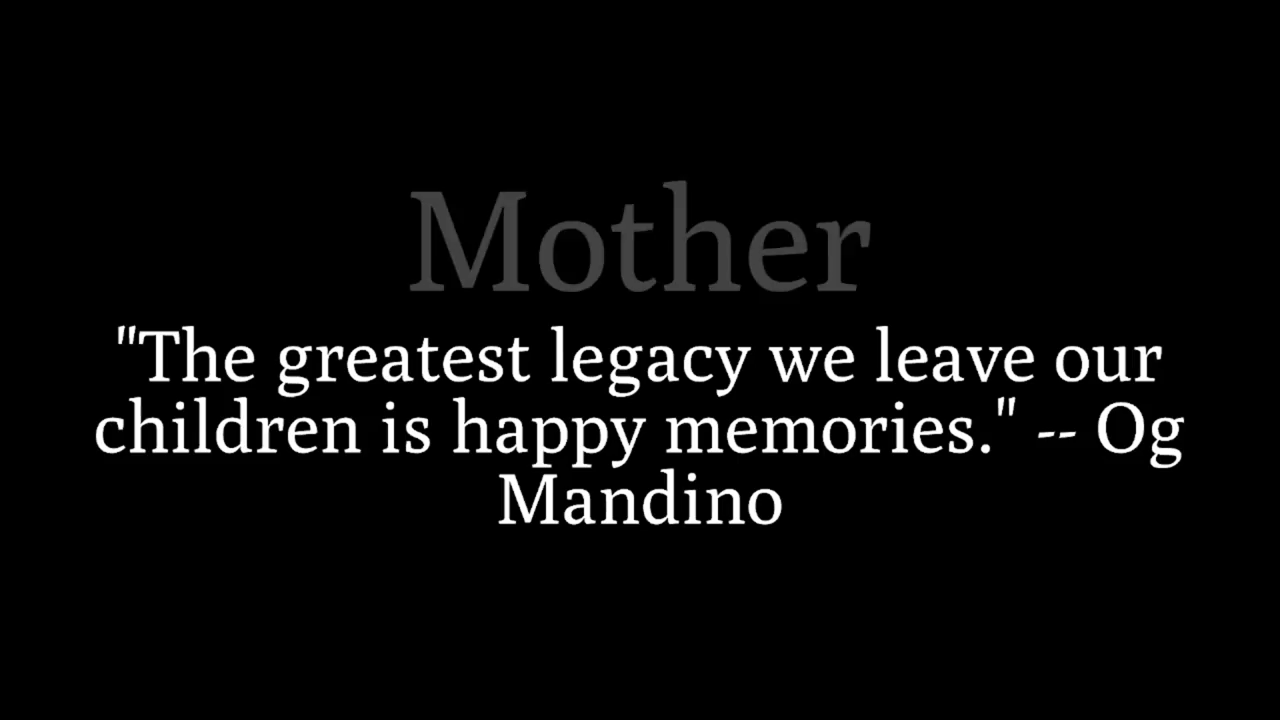 Mother
"The greatest legacy we leave our
children is happy memories." -- Og
Mandino